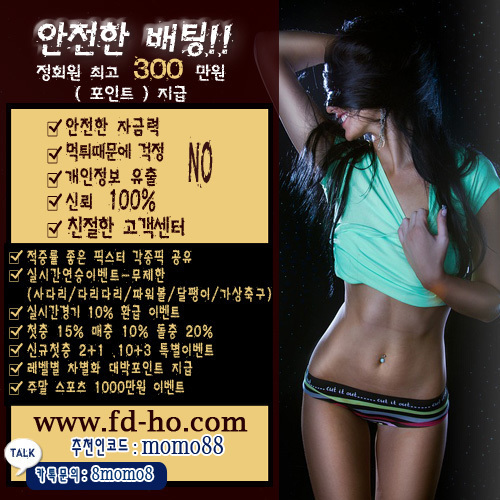 안전한 배팅!!
정회원 최고 300 만원
( 포인트 ) 지급
안전한 자금력
먹튀때문에 걱정 NO
개인정보 유출
신뢰 100%
친절한 고객센터
적중률 좋은 픽스터 각종픽 공유
실시간연승이벤트-무제한
(사다리/다리다리/파워볼/달팽이/가상축구)
실시간경기 10% 환급 이벤트
첫충 15% 매충 10% 돌충 20%
신규첫충 2+1 ,10+3 특별이벤트
레벨별 차별화 대박포인트 지급
주말 스포츠 1000만원 이벤트
www.fd-ho.com
추천인코드 : momo88
TALK
카톡문의 : 8momo8
cut it out.......cut it out.......